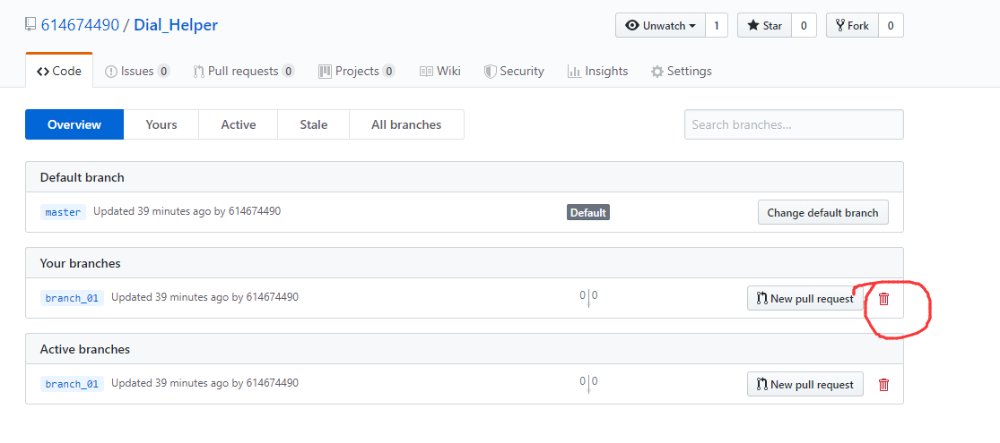 614674490 / Dial_Helper
Unwatch 1 Star 0 Fork 0
Code Issues 0 Pull requests 0 Projects 0 Wiki Security Insights Settings
Overview Yours Active Stale All branches Search branches...
Default branch
master Updated 39 minutes ago by 614674490 Default Change default branch
Your branches
branch_01 Updated 39 minutes ago by 614674490 0 0 New pull request
Active branches
branch_01 Updated 39 minutes ago by 614674490 0 0 New pull request